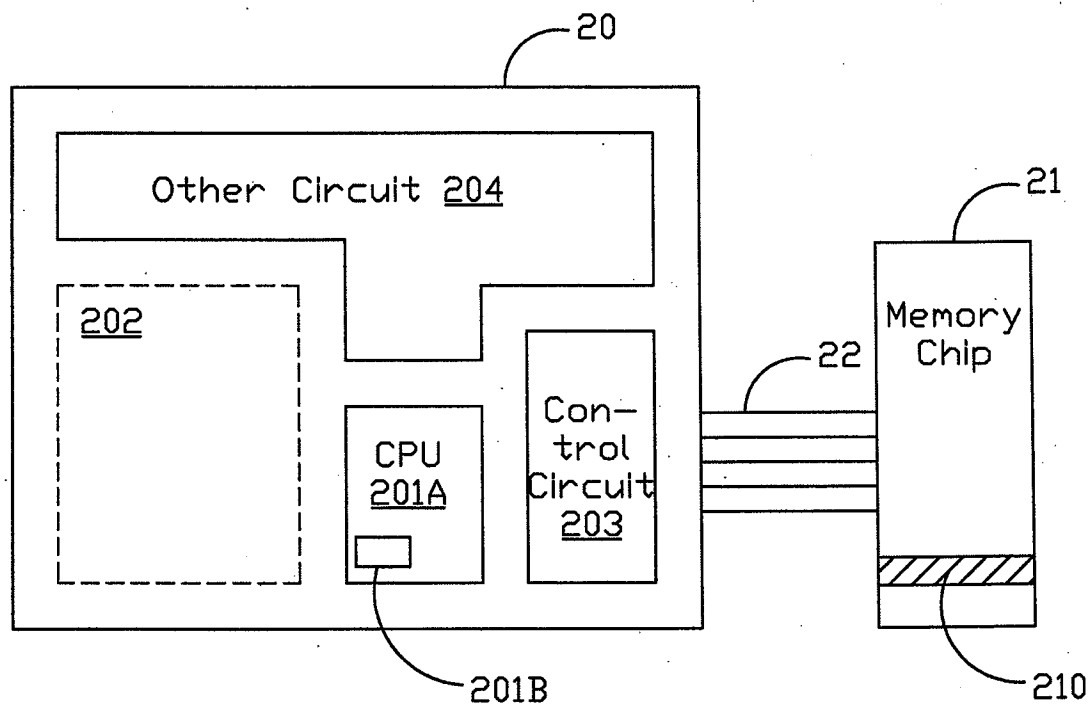 20
Other Circuit 204
21
202
Memory
Chip
22
Con-
trol
Circuit
203
CPU
201A
201B
210